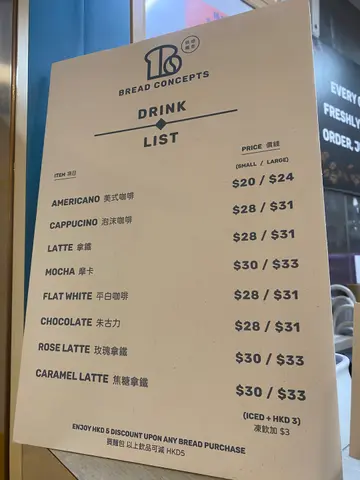 BREAD CONCEPTS
DRINK
LIST
ITEM 項目
PRICE 價錢
(SMALL / LARGE)
AMERICANO 美式咖啡 $20 / $24
CAPPUCINO 泡沫咖啡 $28 / $31
LATTE 拿鐵 $28 / $31
MOCHA 摩卡 $30 / $33
FLAT WHITE 平白咖啡 $28 / $31
CHOCOLATE 朱古力 $28 / $31
ROSE LATTE 玫瑰拿鐵 $30 / $33
CARAMEL LATTE 焦糖拿鐵 $30 / $33
(ICED + HKD 3)
凍飲加 $3
ENJOY HKD 5 DISCOUNT UPON ANY BREAD PURCHASE
買麵包 以上飲品可減 HKD5
EVERY
FRESHLY
ORDER, J